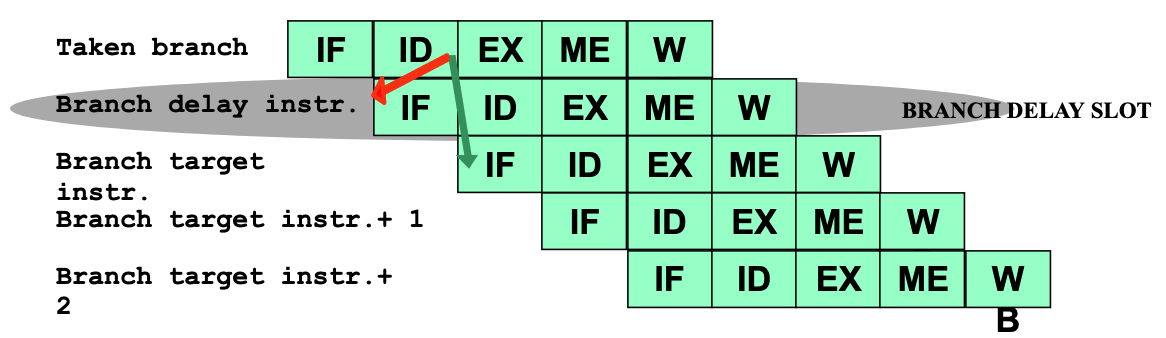 Taken branch IF ID EX ME W
Branch delay instr. IF ID EX ME W BRANCH DELAY SLOT
Branch target IF ID EX ME W
instr.
Branch target instr.+ 1 IF ID EX ME W
Branch target instr.+ IF ID EX ME W
2 B